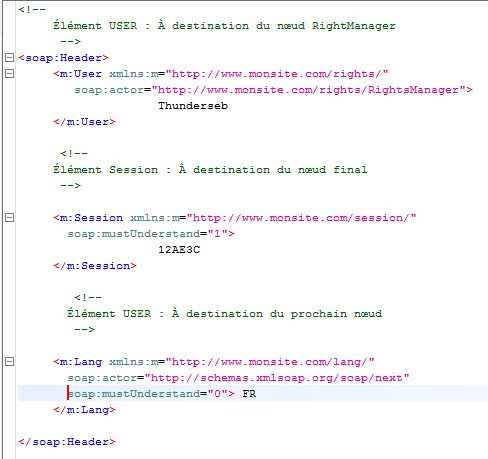 <!--
Élément USER : À destination du nœud RightManager
-->
<soap:Header>
<m:User xmlns:m="http://www.monsite.com/rights/"
soap:actor="http://www.monsite.com/rights/RightsManager">
Thunderseb
</m:User>
<!--
Élément Session : À destination du nœud final
-->
<m:Session xmlns:m="http://www.monsite.com/session/"
soap:mustUnderstand="1">
12AE3C
</m:Session>
<!--
Élément USER : À destination du prochain nœud
-->
<m:Lang xmlns:m="http://www.monsite.com/lang/"
soap:actor="http://schemas.xmlsoap.org/soap/next"
soap:mustUnderstand="0"> FR
</m:Lang>
</soap:Header>